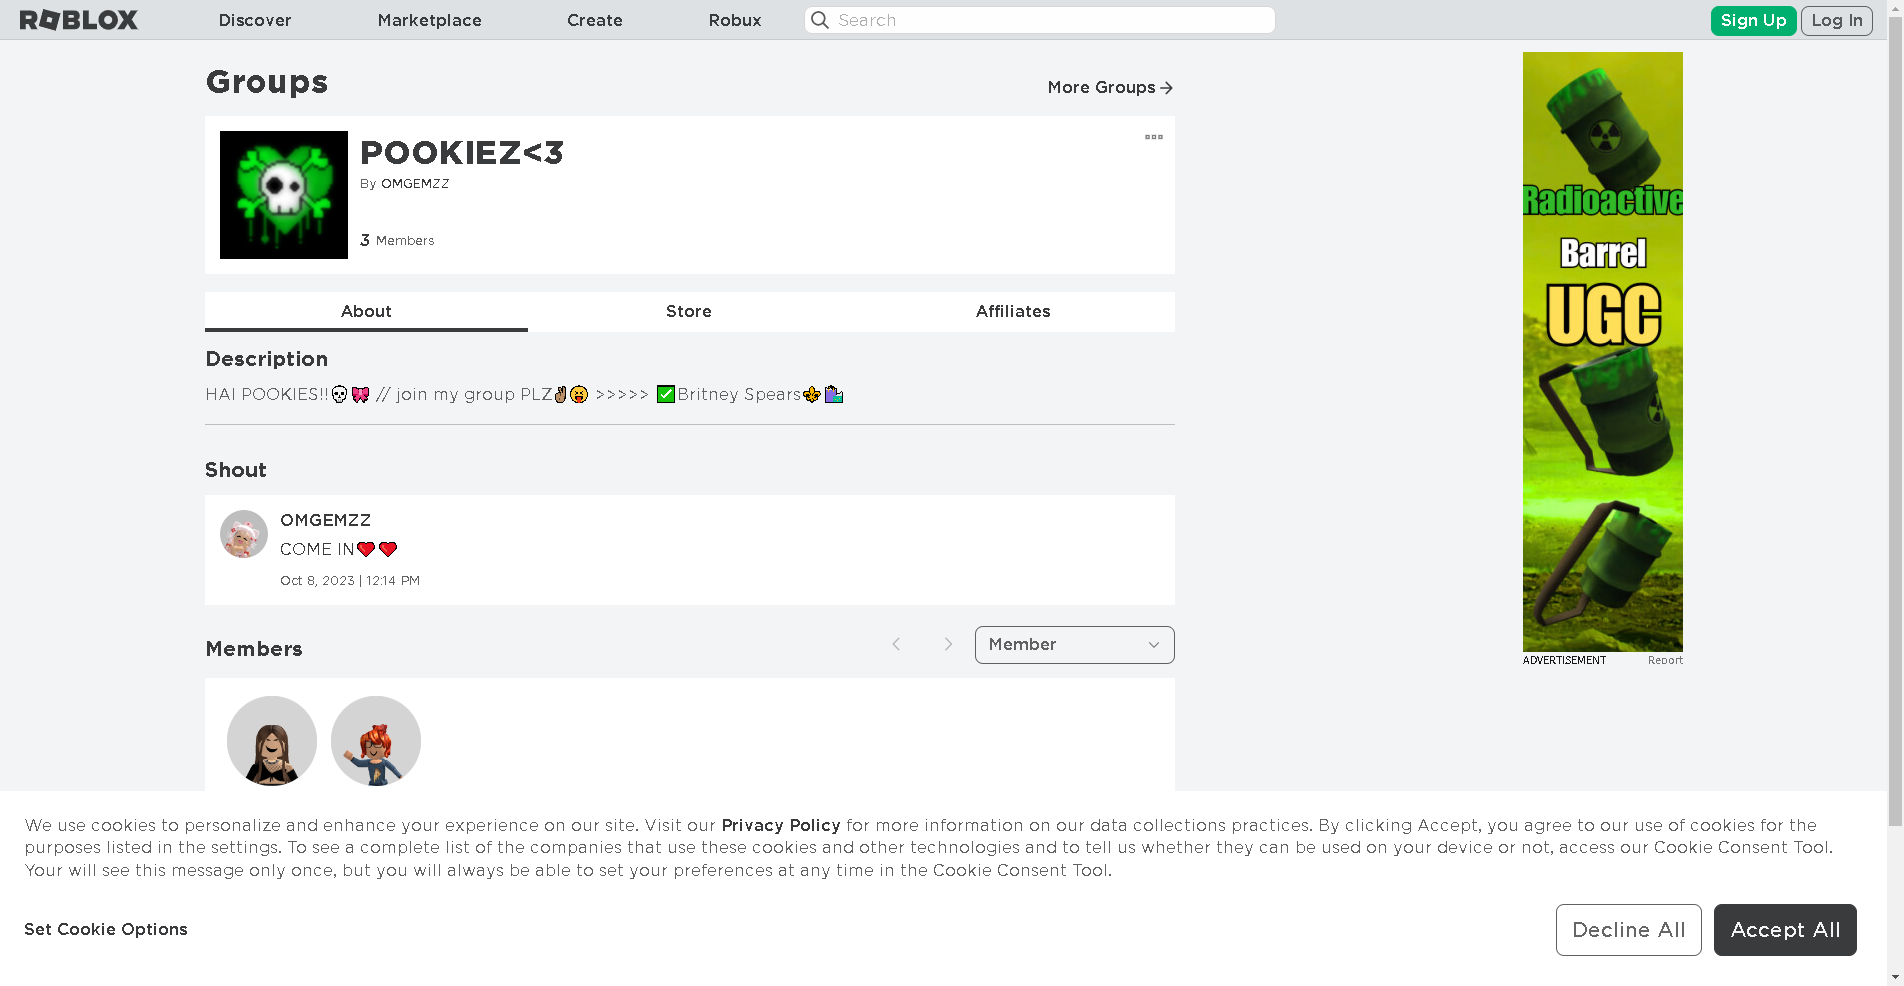 ROBLOX Discover Marketplace Create Robux Search Sign Up Log In
Groups
More Groups
POOKIEZ<3
By OMGEMZZ
3 Members
About Store Affiliates
Description
HAI POOKIES!!💀🎀 // join my group PLZ✌🏾😝 >>>>> ✅Britney Spears⚜️🛍️
Shout
OMGEMZZ
COME IN❤️❤️
Oct 8, 2023 | 12:14 PM
Members
Member
Radioactive
Barrel
UGC
ADVERTISEMENT Report
We use cookies to personalize and enhance your experience on our site. Visit our Privacy Policy for more information on our data collections practices. By clicking Accept, you agree to our use of cookies for the
purposes listed in the settings. To see a complete list of the companies that use these cookies and other technologies and to tell us whether they can be used on your device or not, access our Cookie Consent Tool.
Your will see this message only once, but you will always be able to set your preferences at any time in the Cookie Consent Tool.
Set Cookie Options
Decline All
Accept All